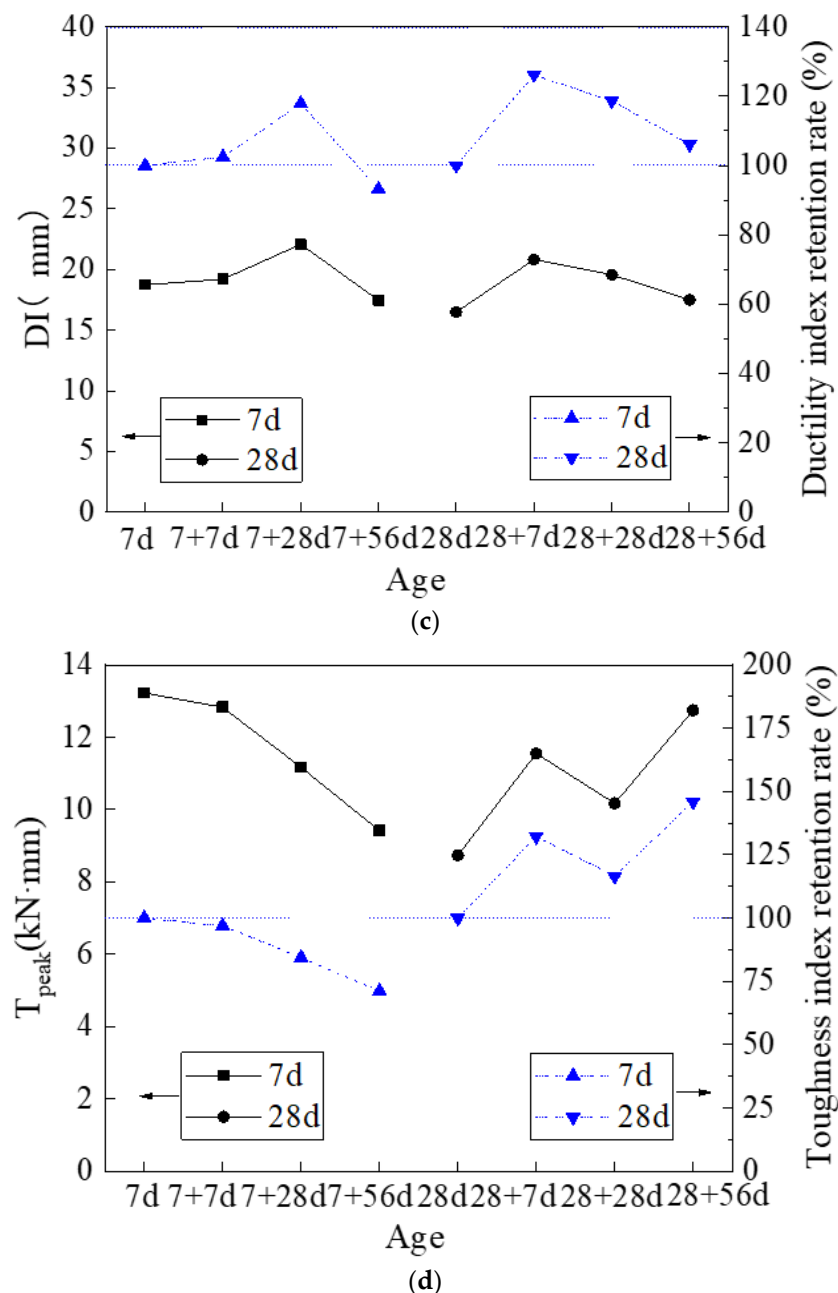 40
35
30
25
20
15
10
5
0
DI( mm)
140
120
100
80
60
40
20
0
Ductility index retention rate (%)
7d
28d
7d
28d
7d 7+7d 7+28d 7+56d 28d 28+7d 28+28d 28+56d
Age
(c)
14
12
10
8
6
4
2
0
Tpeak(kN·mm)
200
175
150
125
100
75
50
25
0
Toughness index retention rate (%)
7d
28d
7d
28d
7d 7+7d 7+28d 7+56d 28d 28+7d 28+28d 28+56d
Age
(d)